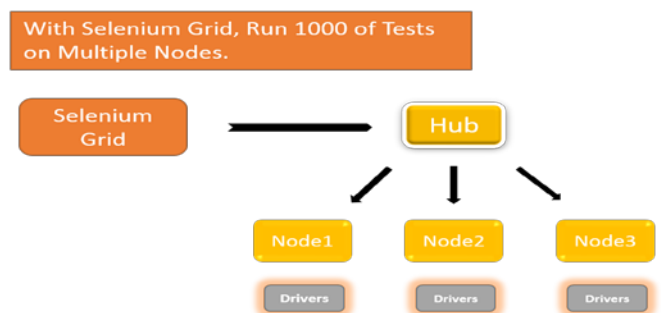 With Selenium Grid, Run 1000 of Tests
on Multiple Nodes.
Selenium
Grid
Hub
Node1
Node2
Node3
Drivers
Drivers
Drivers